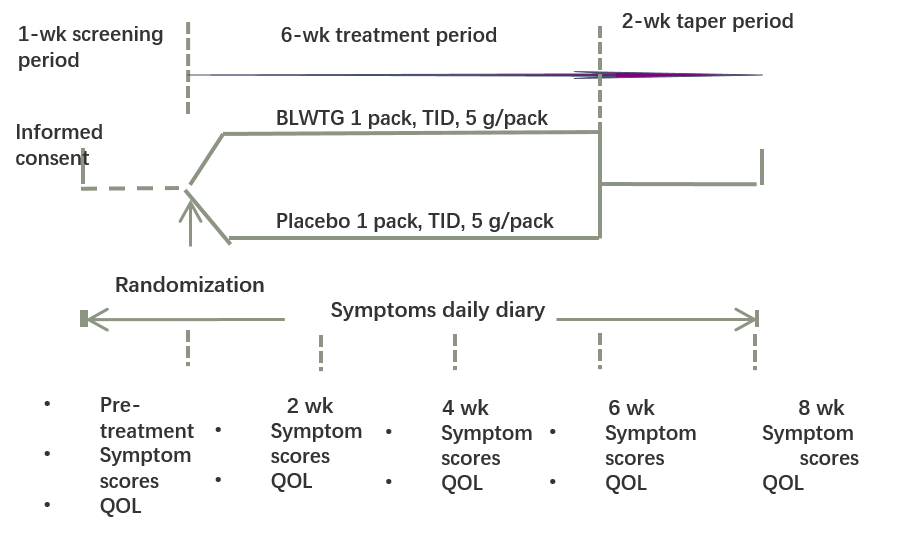 1-wk screening
period
6-wk treatment period
2-wk taper period
Informed
consent
BLWTG 1 pack, TID, 5 g/pack
Placebo 1 pack, TID, 5 g/pack
Randomization
Symptoms daily diary
• Pre-
treatment
• Symptom
scores
• QOL
2 wk
• Symptom
scores
• QOL
4 wk
• Symptom
scores
• QOL
6 wk
• Symptom
scores
• QOL
8 wk
Symptom
scores
QOL